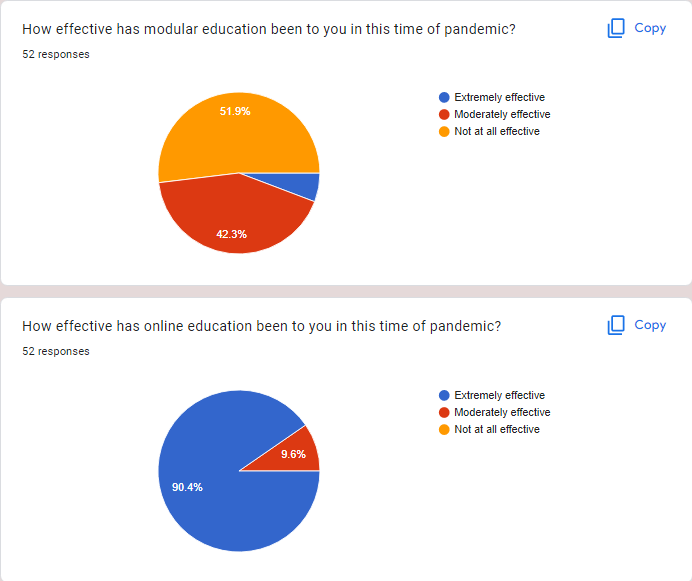 How effective has modular education been to you in this time of pandemic?
Copy
52 responses
51.9%
42.3%
Extremely effective
Moderately effective
Not at all effective
How effective has online education been to you in this time of pandemic?
Copy
52 responses
90.4%
9.6%
Extremely effective
Moderately effective
Not at all effective